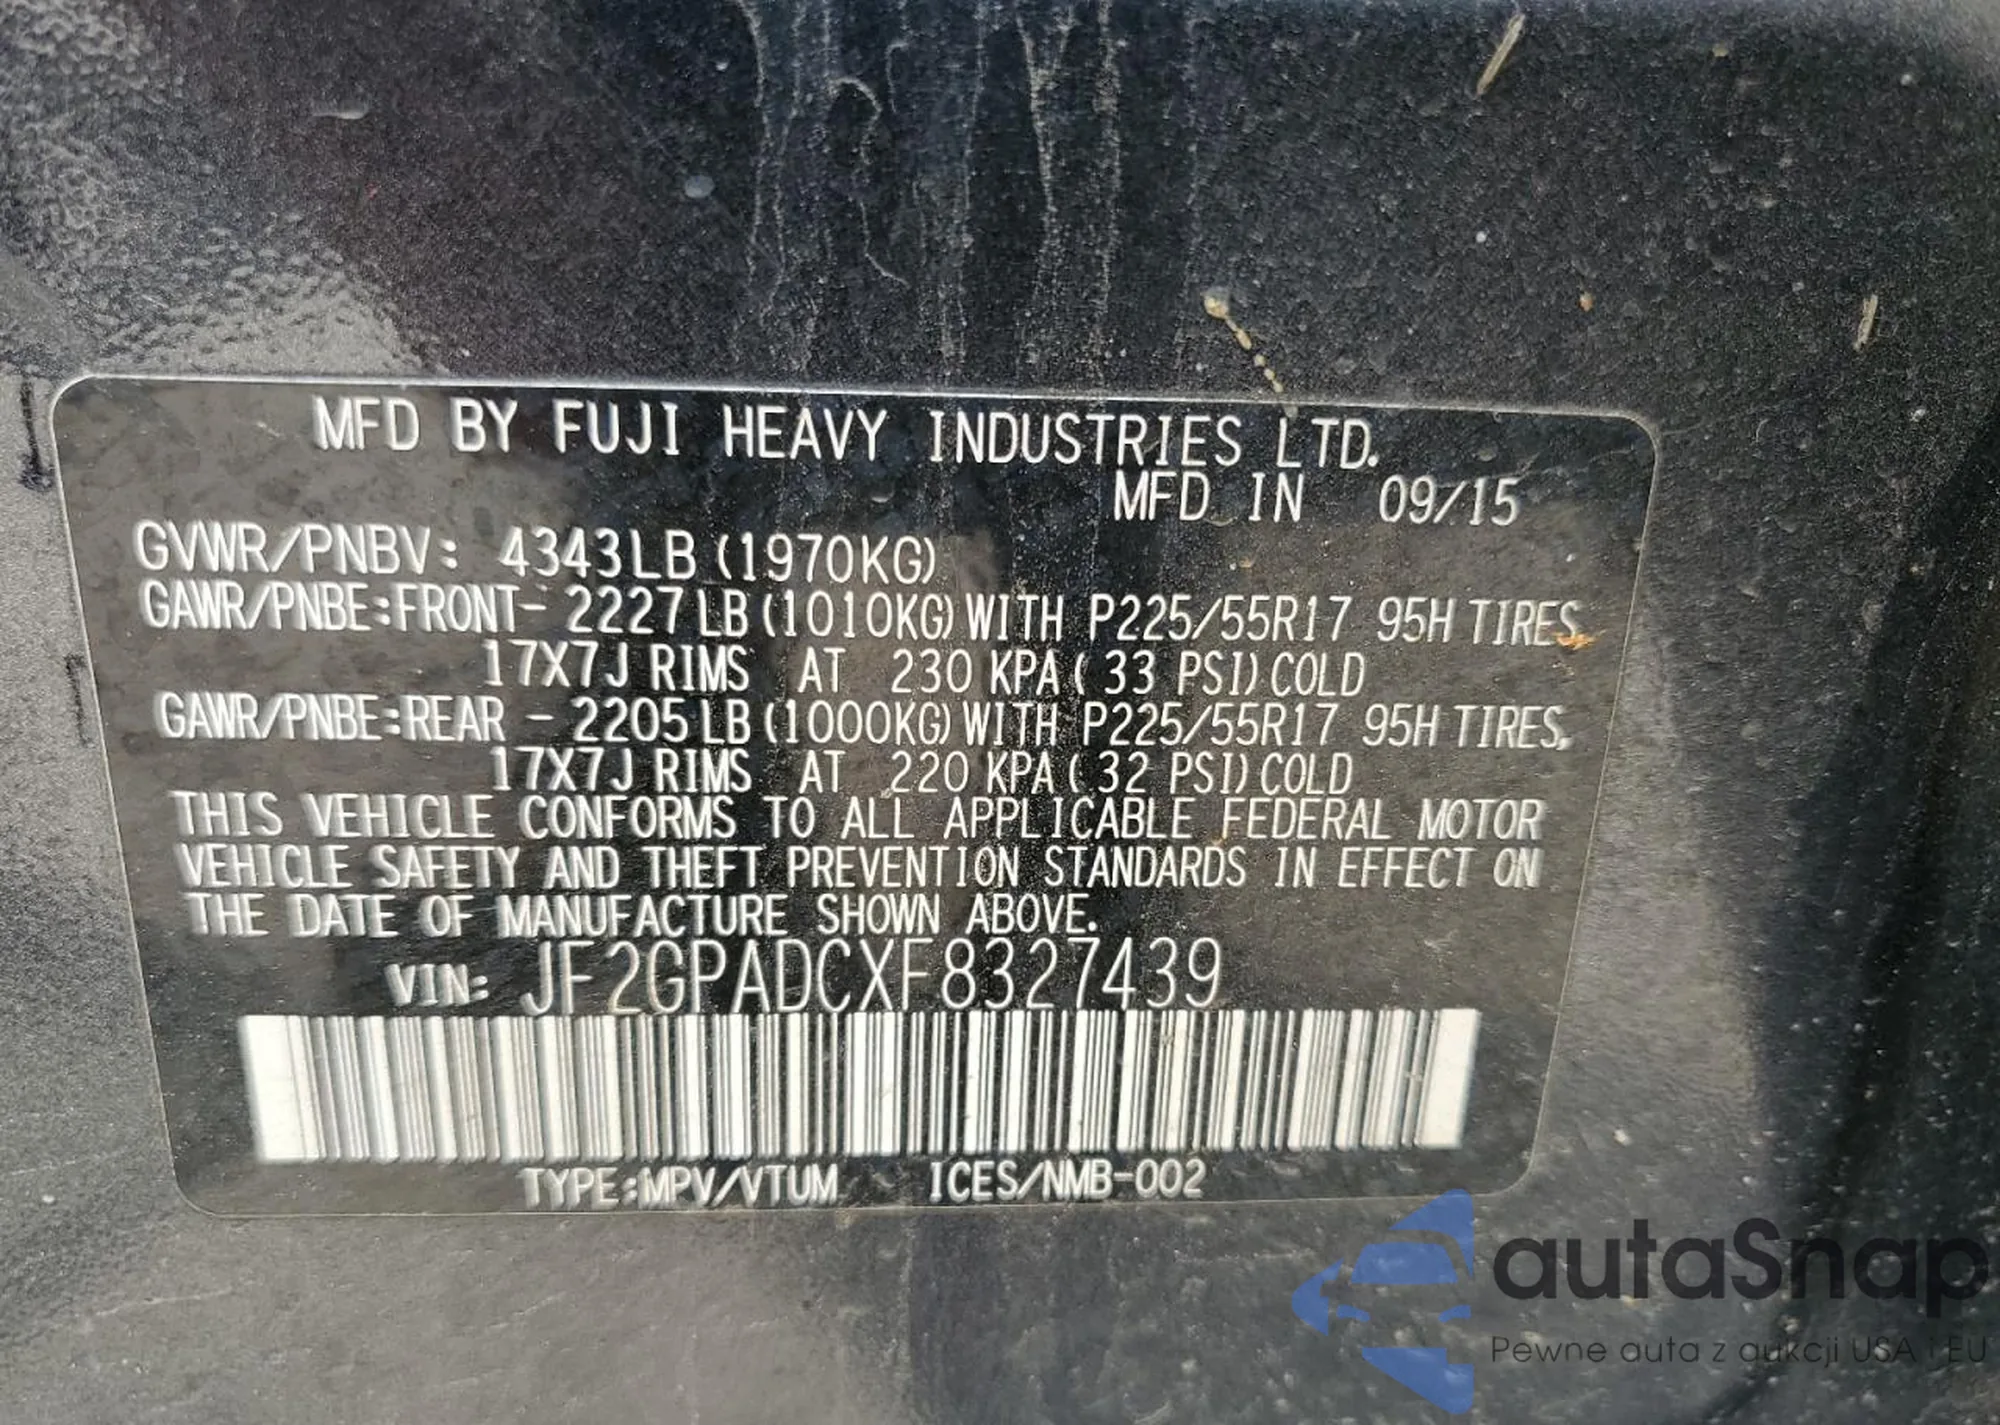 MFD BY FUJI HEAVY INDUSTRIES LTD.
MFD IN 09/15
GVWR/PNBV: 4343LB (1970KG)
GAWR/PNBE:FRONT- 2227LB (1010KG) WITH P225/55R17 95H TIRES,
17X7J RIMS AT 230 KPA ( 33 PSI) COLD
GAWR/PNBE:REAR - 2205LB (1000KG) WITH P225/55R17 95H TIRES,
17X7J RIMS AT 220 KPA ( 32 PSI) COLD
THIS VEHICLE CONFORMS TO ALL APPLICABLE FEDERAL MOTOR
VEHICLE SAFETY AND THEFT PREVENTION STANDARDS IN EFFECT ON
THE DATE OF MANUFACTURE SHOWN ABOVE.
VIN: JF2GPADCXF8327439
TYPE:MPV/VTUM ICES/NMB-002
autaSnap
Pewne auta z aukcji USA i EU